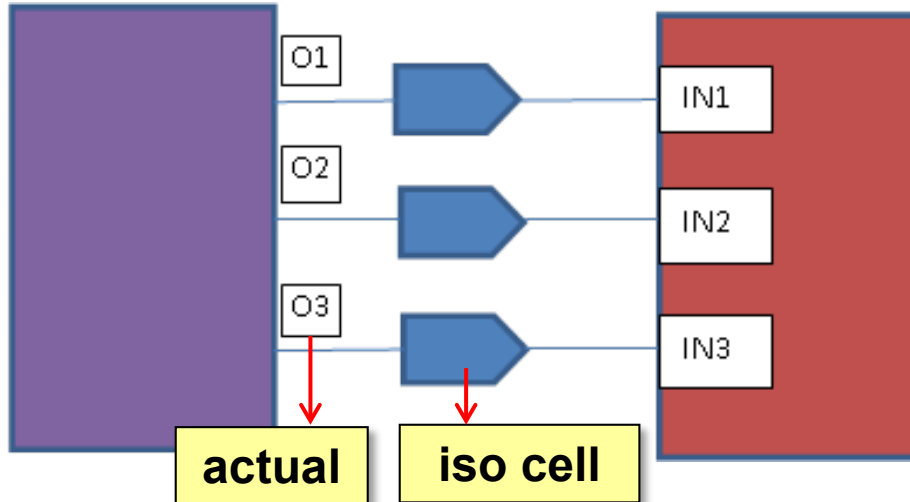 O1
IN1
O2
IN2
O3
IN3
actual
iso cell